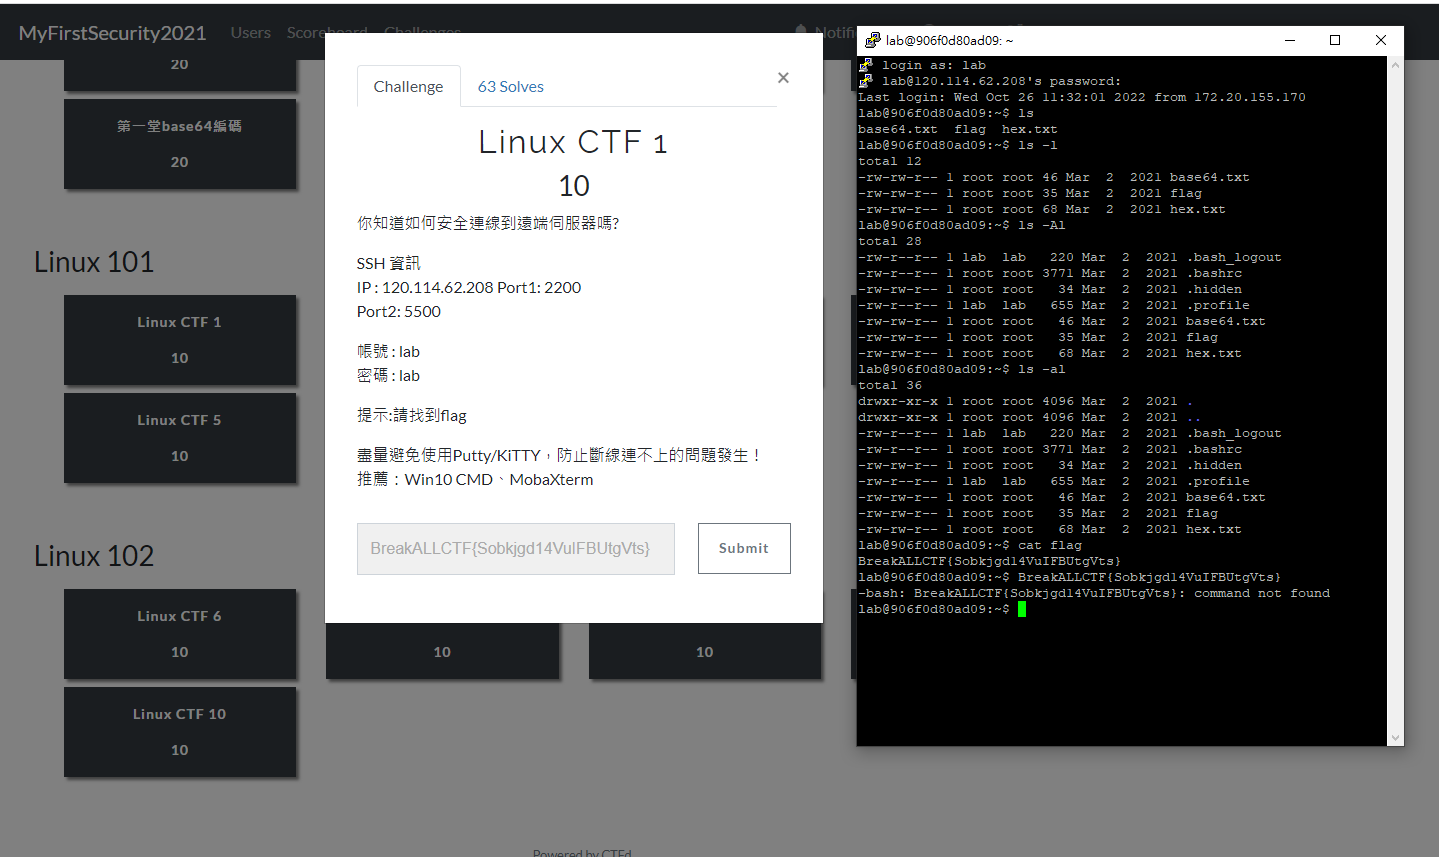 MyFirstSecurity2021 Users Scoreboard Challenges
20
第一堂base64編碼
20
Linux 101
Linux CTF 1
10
Linux CTF 5
10
Linux 102
Linux CTF 6
10
Linux CTF 10
10
10
10
Powered by CTFd
Challenge
63 Solves
×
Linux CTF 1
10
你知道如何安全連線到遠端伺服器嗎?
SSH 資訊
IP : 120.114.62.208 Port1: 2200
Port2: 5500
帳號 : lab
密碼 : lab
提示:請找到flag
盡量避免使用Putty/KiTTY，防止斷線連不上的問題發生！
推薦：Win10 CMD、MobaXterm
BreakALLCTF{Sobkjgd14VuIFBUtgVts}
Submit
lab@906f0d80ad09: ~
login as: lab
lab@120.114.62.208's password:
Last login: Wed Oct 26 11:32:01 2022 from 172.20.155.170
lab@906f0d80ad09:~$ ls
base64.txt  flag  hex.txt
lab@906f0d80ad09:~$ ls -l
total 12
-rw-rw-r-- 1 root root 46 Mar  2  2021 base64.txt
-rw-rw-r-- 1 root root 35 Mar  2  2021 flag
-rw-rw-r-- 1 root root 68 Mar  2  2021 hex.txt
lab@906f0d80ad09:~$ ls -Al
total 28
-rw-r--r-- 1 lab  lab   220 Mar  2  2021 .bash_logout
-rw-rw-r-- 1 root root 3771 Mar  2  2021 .bashrc
-rw-rw-r-- 1 root root   34 Mar  2  2021 .hidden
-rw-r--r-- 1 lab  lab   655 Mar  2  2021 .profile
-rw-rw-r-- 1 root root   46 Mar  2  2021 base64.txt
-rw-rw-r-- 1 root root   35 Mar  2  2021 flag
-rw-rw-r-- 1 root root   68 Mar  2  2021 hex.txt
lab@906f0d80ad09:~$ ls -al
total 36
drwxr-xr-x 1 root root 4096 Mar  2  2021 .
drwxr-xr-x 1 root root 4096 Mar  2  2021 ..
-rw-r--r-- 1 lab  lab   220 Mar  2  2021 .bash_logout
-rw-rw-r-- 1 root root 3771 Mar  2  2021 .bashrc
-rw-rw-r-- 1 root root   34 Mar  2  2021 .hidden
-rw-r--r-- 1 lab  lab   655 Mar  2  2021 .profile
-rw-rw-r-- 1 root root   46 Mar  2  2021 base64.txt
-rw-rw-r-- 1 root root   35 Mar  2  2021 flag
-rw-rw-r-- 1 root root   68 Mar  2  2021 hex.txt
lab@906f0d80ad09:~$ cat flag
BreakALLCTF{Sobkjgd14VuIFBUtgVts}
lab@906f0d80ad09:~$ BreakALLCTF{Sobkjgd14VuIFBUtgVts}
-bash: BreakALLCTF{Sobkjgd14VuIFBUtgVts}: command not found
lab@906f0d80ad09:~$